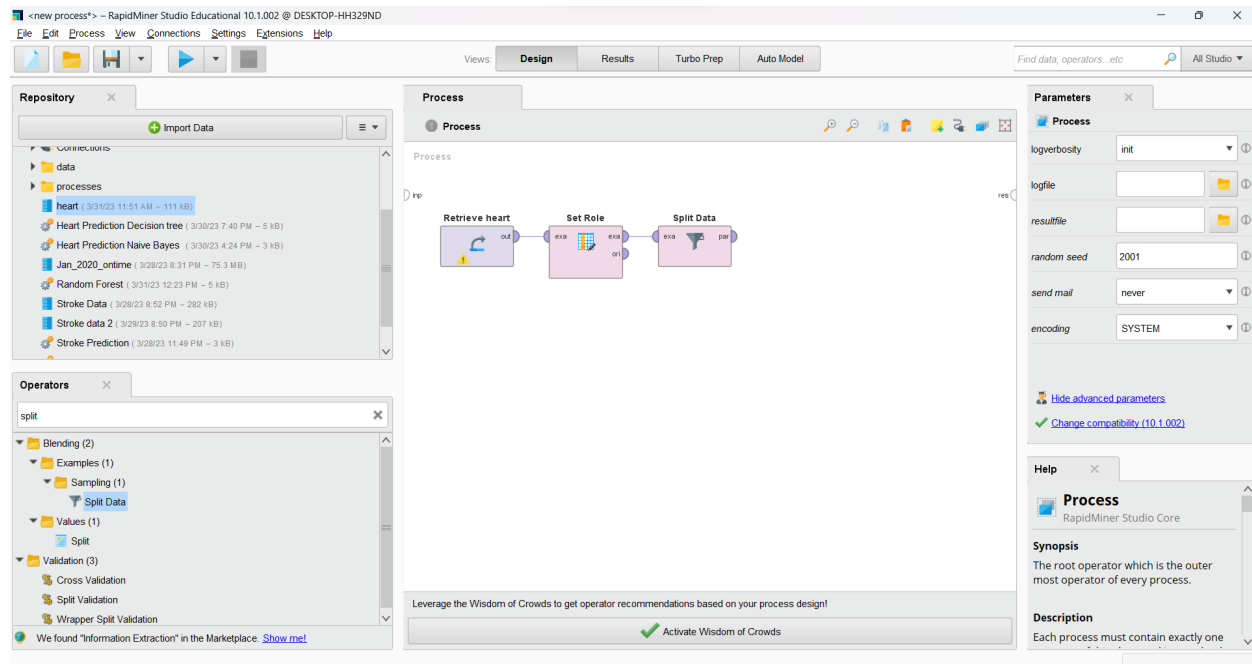 <new process*> – RapidMiner Studio Educational 10.1.002 @ DESKTOP-HH329ND
File Edit Process View Connections Settings Extensions Help
Views: Design Results Turbo Prep Auto Model
Find data, operators...etc
All Studio
Repository
Import Data
Connections
data
processes
heart ( 3/31/23 11:51 AM – 111 kB)
Heart Prediction Decision tree ( 3/30/23 7:40 PM – 5 kB)
Heart Prediction Naive Bayes ( 3/30/23 4:24 PM – 3 kB)
Jan_2020_ontime ( 3/28/23 8:31 PM – 75.3 MB)
Random Forest ( 3/31/23 12:23 PM – 5 kB)
Stroke Data ( 3/28/23 8:52 PM – 282 kB)
Stroke data 2 ( 3/29/23 8:50 PM – 207 kB)
Stroke Prediction ( 3/28/23 11:49 PM – 3 kB)
Operators
split
Blending (2)
Examples (1)
Sampling (1)
Split Data
Values (1)
Split
Validation (3)
Cross Validation
Split Validation
Wrapper Split Validation
We found "Information Extraction" in the Marketplace. Show me!
Process
Process
Process
inp
res
Retrieve heart
out
Set Role
exa exa
ori
Split Data
exa par
Leverage the Wisdom of Crowds to get operator recommendations based on your process design!
Activate Wisdom of Crowds
Parameters
Process
logverbosity init
logfile
resultfile
random seed 2001
send mail never
encoding SYSTEM
Hide advanced parameters
Change compatibility (10.1.002)
Help
Process
RapidMiner Studio Core
Synopsis
The root operator which is the outer
most operator of every process.
Description
Each process must contain exactly one